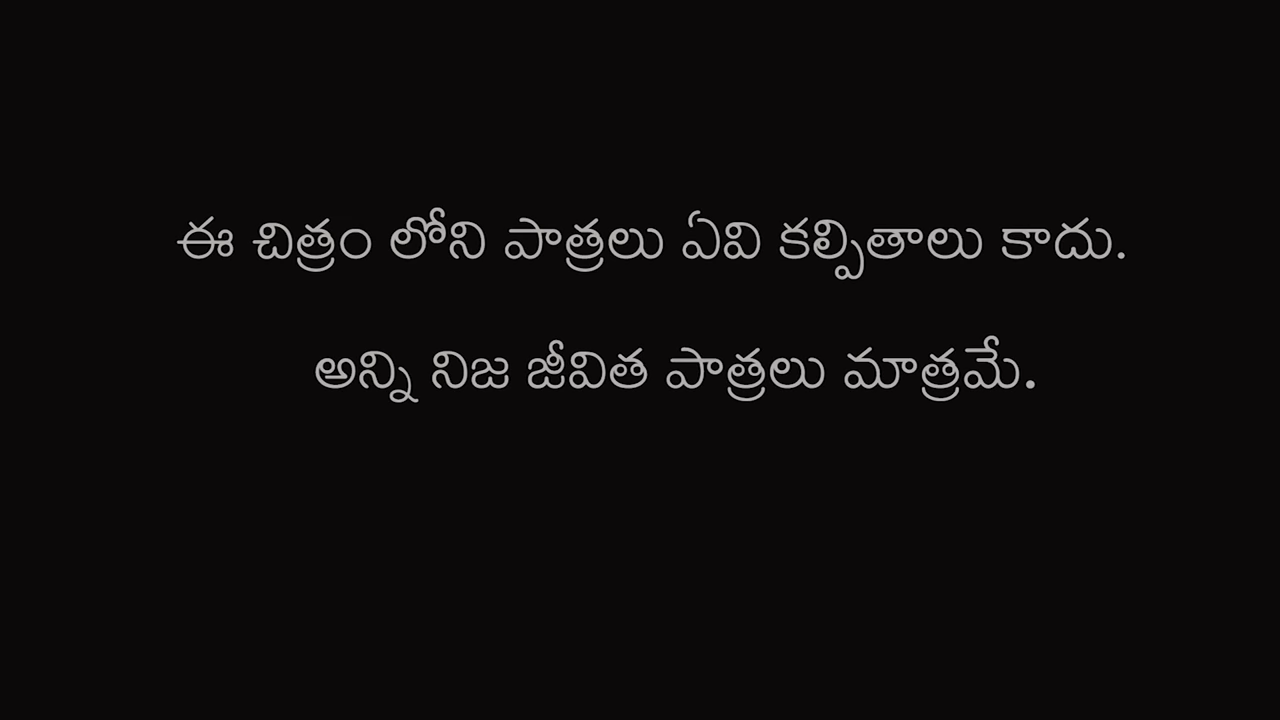 ఈ చిత్రం లోని పాత్రలు ఏవి కల్పితాలు కాదు.
అన్ని నిజ జీవిత పాత్రలు మాత్రమే.